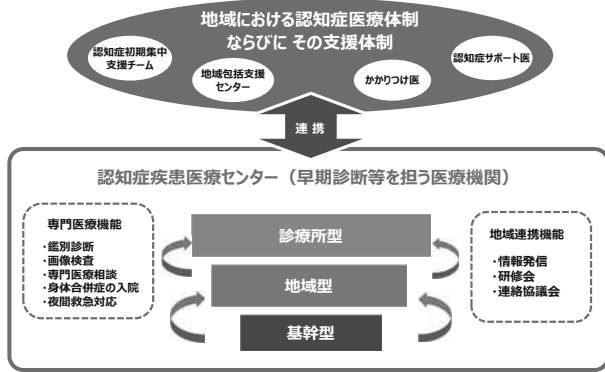 地域における認知症医療体制
ならびに その支援体制
認知症初期集中
支援チーム
地域包括支援
センター
かかりつけ医
認知症サポート医
連 携
認知症疾患医療センター（早期診断等を担う医療機関）
専門医療機能
・鑑別診断
・画像検査
・専門医療相談
・身体合併症の入院
・夜間救急対応
診療所型
地域型
基幹型
地域連携機能
・情報発信
・研修会
・連絡協議会